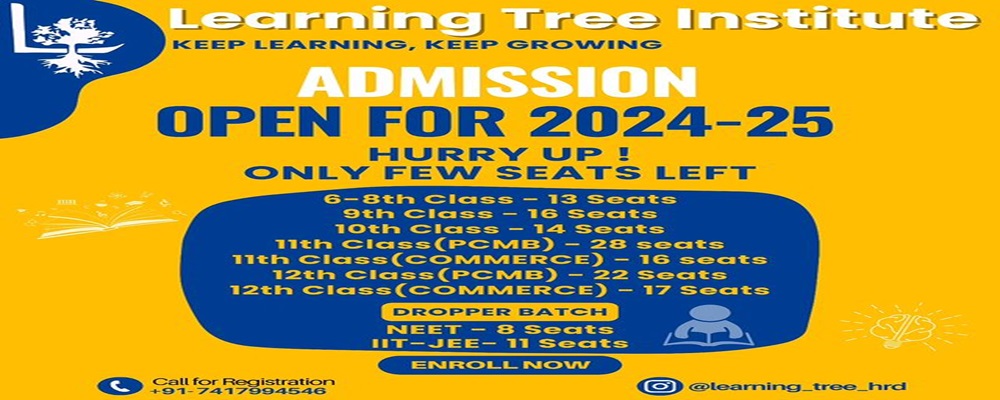 Learning Tree Institute
KEEP LEARNING, KEEP GROWING
ADMISSION
OPEN FOR 2024-25
HURRY UP !
ONLY FEW SEATS LEFT
6-8th Class - 13 Seats
9th Class - 16 Seats
10th Class - 14 Seats
11th Class(PCMB) - 28 seats
11th Class(COMMERCE) - 16 seats
12th Class(PCMB) - 22 Seats
12th Class(COMMERCE) - 17 Seats
DROPPER BATCH
NEET - 8 Seats
IIT-JEE- 11 Seats
ENROLL NOW
Call for Registration
+91-7417994546
@learning_tree_hrd